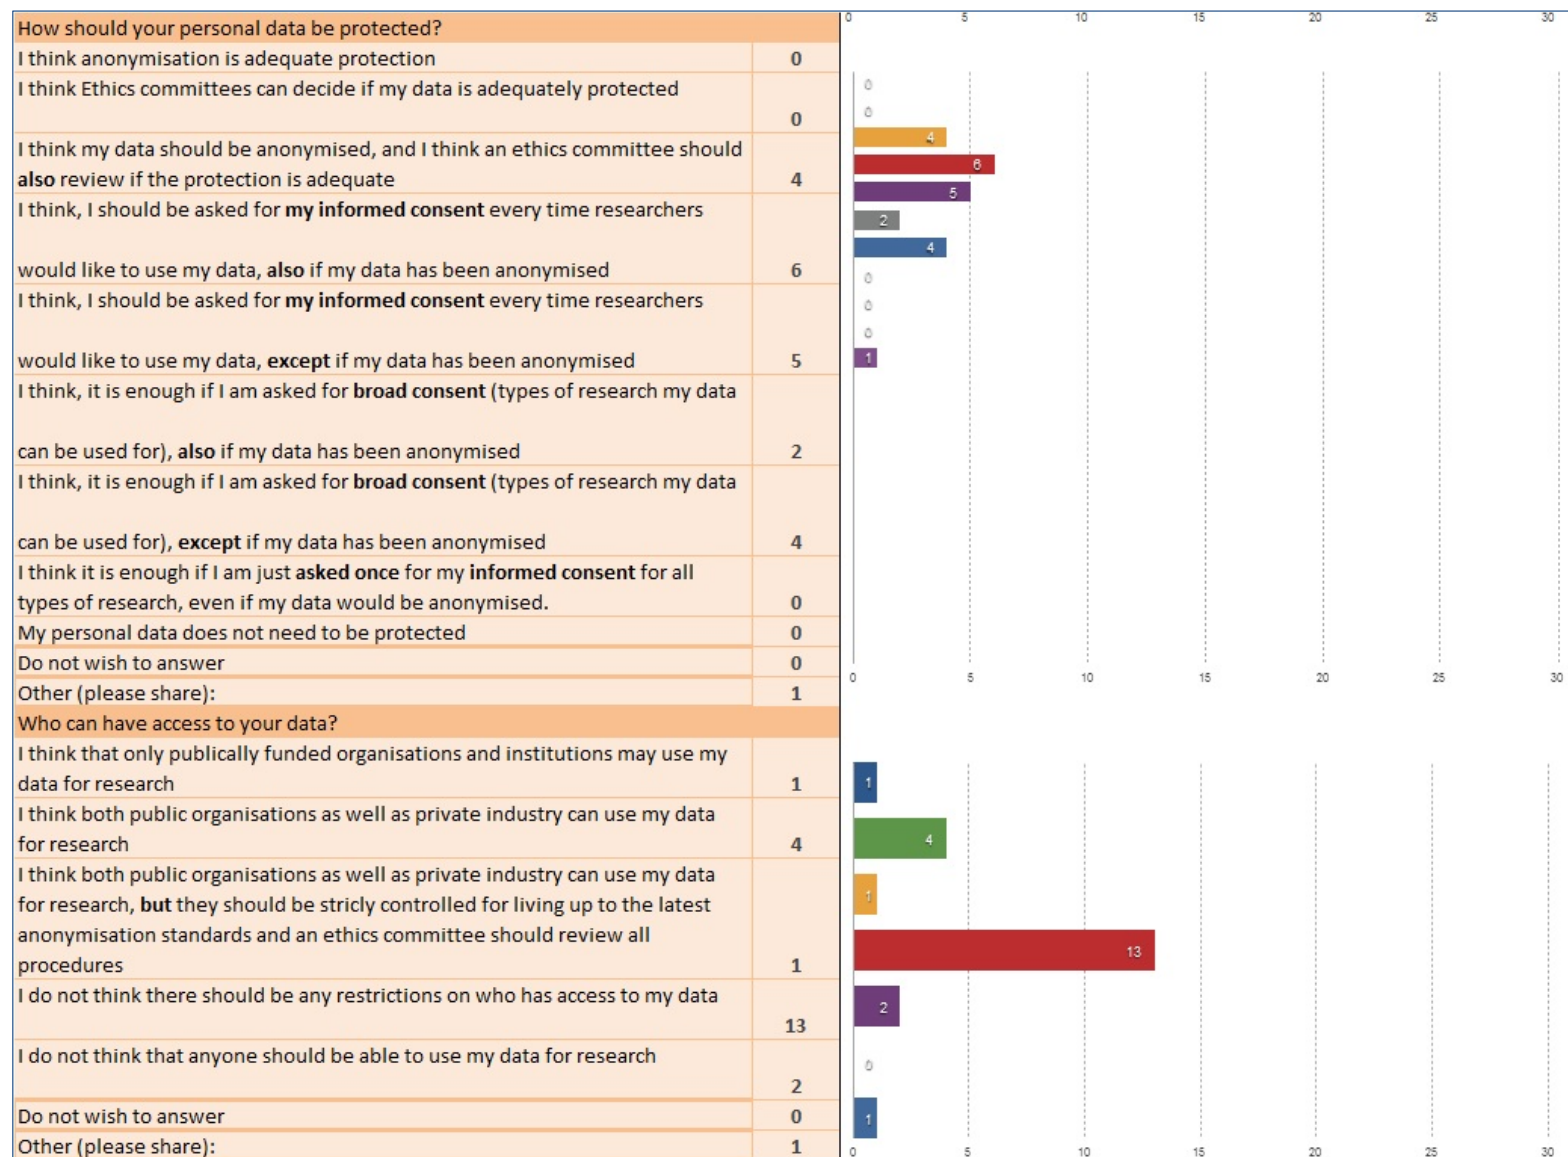 How should your personal data be protected?
I think anonymisation is adequate protection 0
I think Ethics committees can decide if my data is adequately protected
0
I think my data should be anonymised, and I think an ethics committee should
also review if the protection is adequate 4
I think, I should be asked for my informed consent every time researchers
would like to use my data, also if my data has been anonymised 6
I think, I should be asked for my informed consent every time researchers
would like to use my data, except if my data has been anonymised 5
I think, it is enough if I am asked for broad consent (types of research my data
can be used for), also if my data has been anonymised 2
I think, it is enough if I am asked for broad consent (types of research my data
can be used for), except if my data has been anonymised 4
I think it is enough if I am just asked once for my informed consent for all
types of research, even if my data would be anonymised. 0
My personal data does not need to be protected 0
Do not wish to answer 0
Other (please share): 1
0 5 10 15 20 25 30
0
0
4
6
5
2
4
0
0
0
1
0 5 10 15 20 25 30
Who can have access to your data?
I think that only publically funded organisations and institutions may use my
data for research 1
I think both public organisations as well as private industry can use my data
for research 4
I think both public organisations as well as private industry can use my data
for research, but they should be stricly controlled for living up to the latest
anonymisation standards and an ethics committee should review all
procedures 1
I do not think there should be any restrictions on who has access to my data
13
I do not think that anyone should be able to use my data for research
2
Do not wish to answer 0
Other (please share): 1
1
4
1
13
2
0
1
0 5 10 15 20 25 30